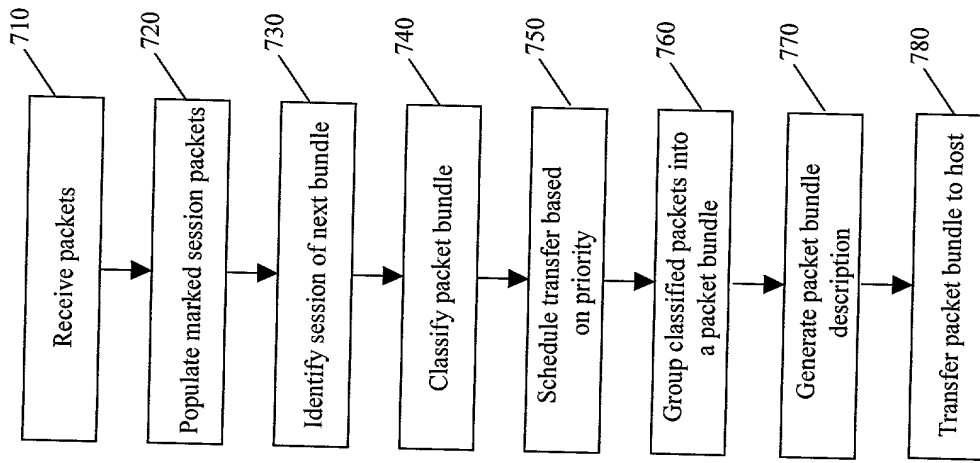 710
Receive packets
720
Populate marked session packets
730
Identify session of next bundle
740
Classify packet bundle
750
Schedule transfer based
on priority
760
Group classified packets into
a packet bundle
770
Generate packet bundle
description
780
Transfer packet bundle to host